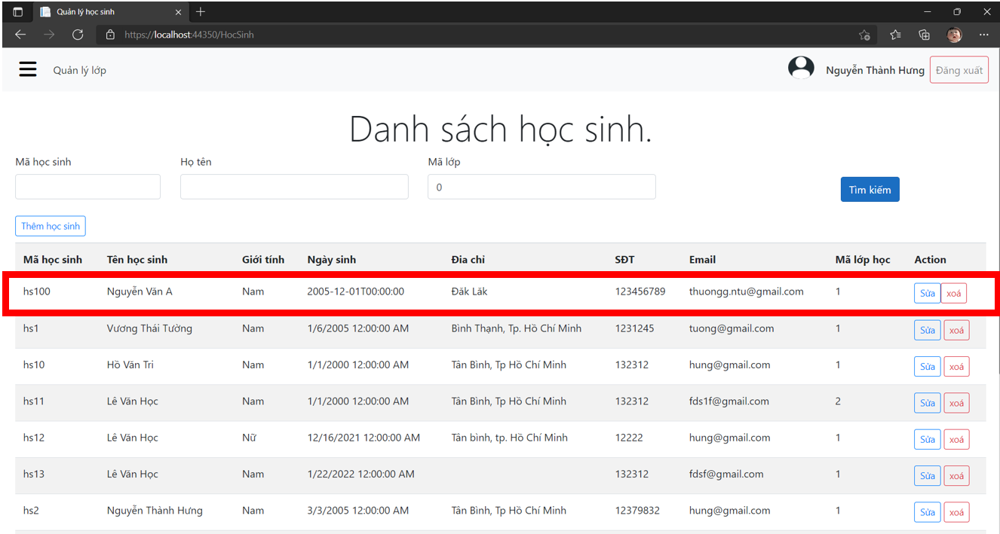 Quản lý học sinh
https://localhost:44350/HocSinh
Quản lý lớp
Nguyễn Thành Hưng
Đăng xuất
Danh sách học sinh.
Mã học sinh Họ tên Mã lớp
0
Tìm kiếm
Thêm học sinh
Mã học sinh Tên học sinh Giới tính Ngày sinh Đia chỉ SĐT Email Mã lớp học Action
hs100 Nguyễn Văn A Nam 2005-12-01T00:00:00 Đăk Lăk 123456789 thuongg.ntu@gmail.com 1 Sửa xoá
hs1 Vương Thái Tường Nam 1/6/2005 12:00:00 AM Bình Thạnh, Tp. Hồ Chí Minh 1231245 tuong@gmail.com 1 Sửa xoá
hs10 Hồ Văn Tri Nam 1/1/2000 12:00:00 AM Tân Bình, Tp Hồ Chí Minh 132312 hung@gmail.com 1 Sửa xoá
hs11 Lê Văn Học Nam 1/1/2000 12:00:00 AM Tân Bình, Tp Hồ Chí Minh 132312 fds1f@gmail.com 2 Sửa xoá
hs12 Lê Văn Học Nữ 12/16/2021 12:00:00 AM Tân bình, tp. Hồ Chí Minh 12222 hung@gmail.com 1 Sửa xoá
hs13 Lê Văn Học Nam 1/22/2022 12:00:00 AM 132312 fdsf@gmail.com 1 Sửa xoá
hs2 Nguyễn Thành Hưng Nam 3/3/2005 12:00:00 AM Tân Bình, Tp Hồ Chí Minh 12379832 hung@gmail.com 1 Sửa xoá